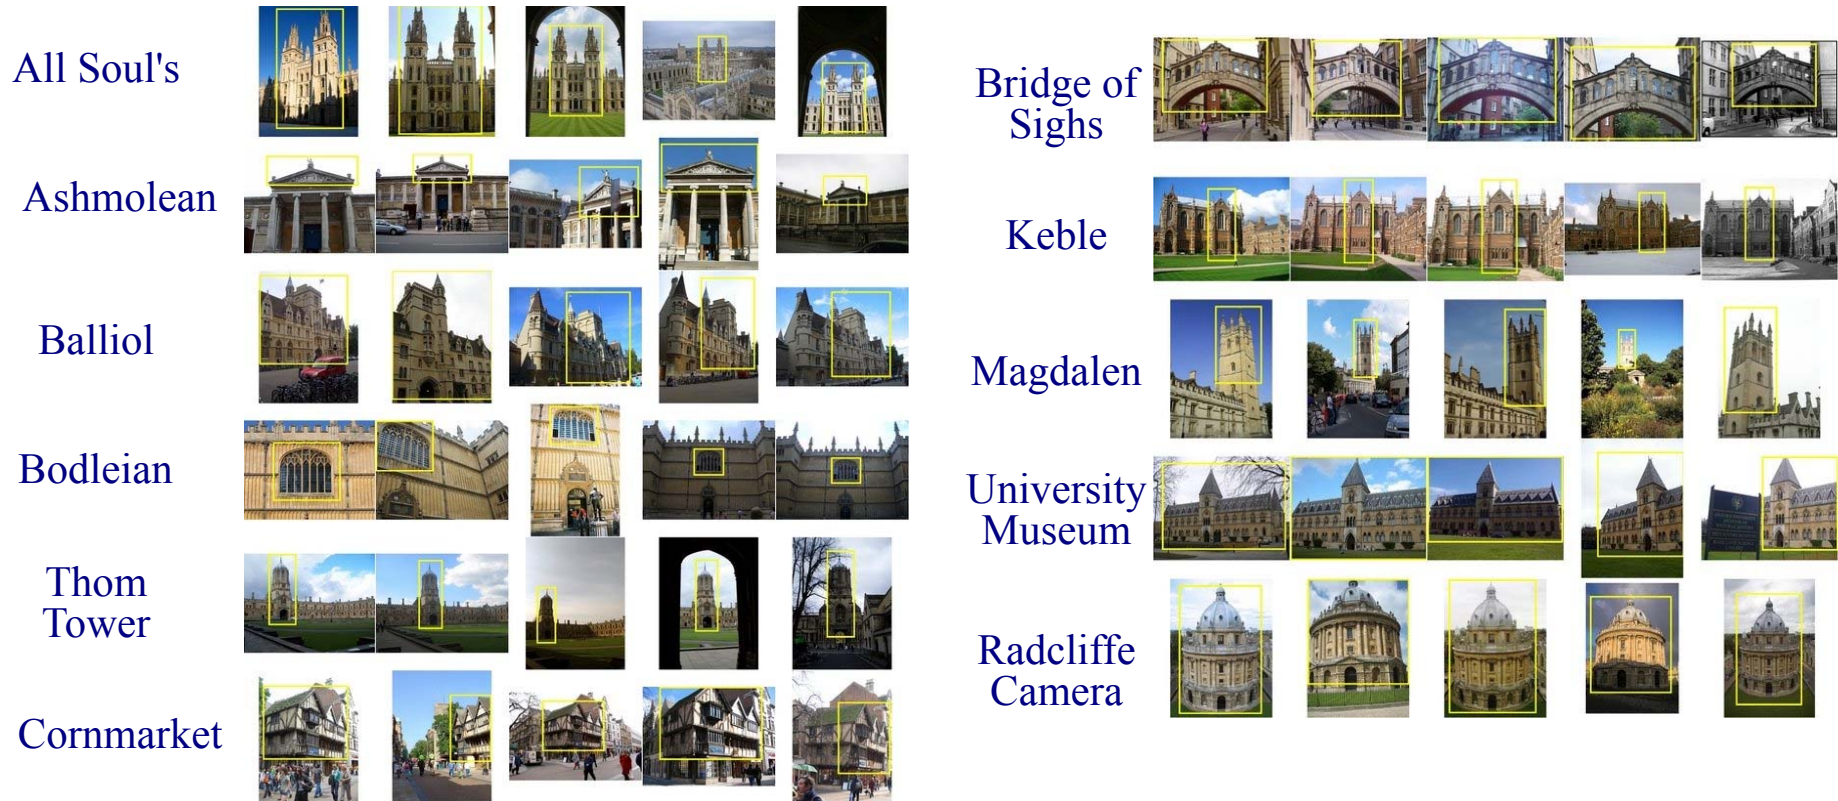 All Soul's
Ashmolean
Balliol
Bodleian
Thom
Tower
Cornmarket
Bridge of
Sighs
Keble
Magdalen
University
Museum
Radcliffe
Camera